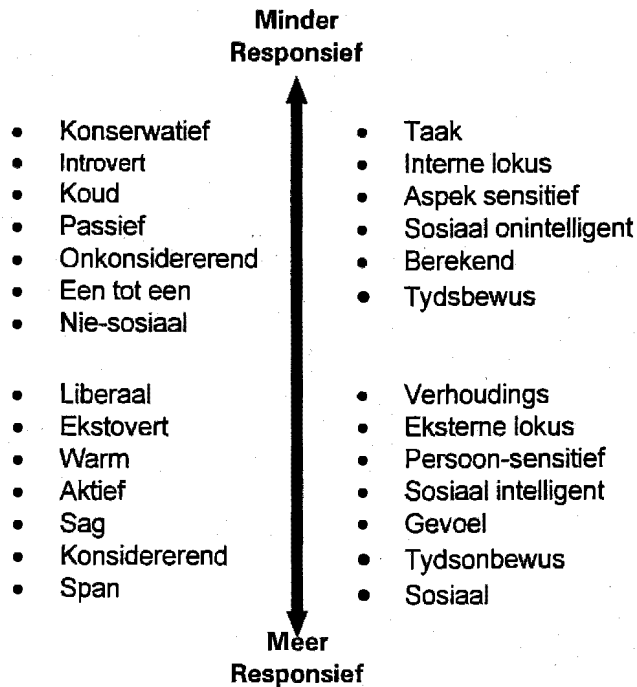 Minder
Responsief
• Konserwatief
• Introvert
• Koud
• Passief
• Onkonsidererend
• Een tot een
• Nie-sosiaal
• Taak
• Interne lokus
• Aspek sensitief
• Sosiaal onintelligent
• Berekend
• Tydsbewus
• Liberaal
• Ekstovert
• Warm
• Aktief
• Sag
• Konsidererend
• Span
• Verhoudings
• Eksterne lokus
• Persoon-sensitief
• Sosiaal intelligent
• Gevoel
• Tydsonbewus
• Sosiaal
Meer
Responsief